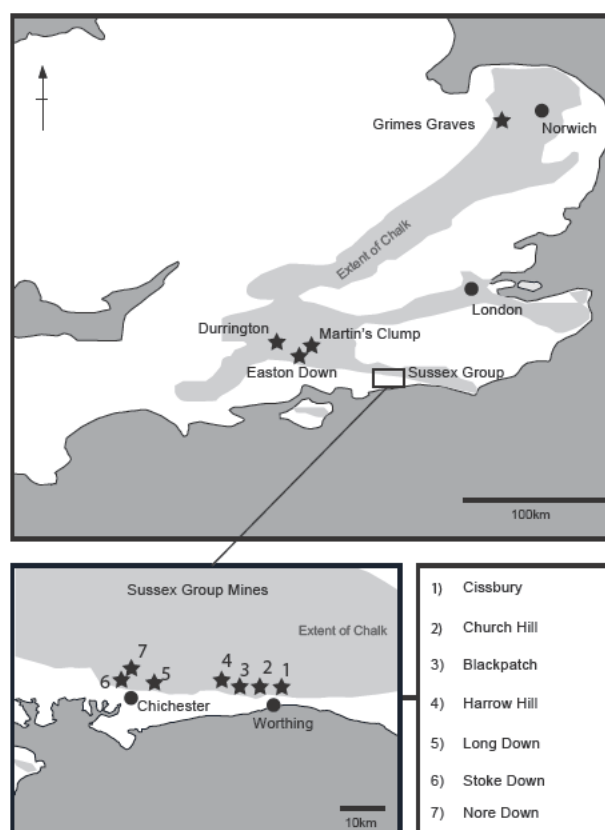 Grimes Graves
Norwich
Extent of Chalk
London
Durrington
Martin's Clump
Easton Down
Sussex Group
100km
Sussex Group Mines
Extent of Chalk
7
6
5
4
3
2
1
Chichester
Worthing
10km
1) Cissbury
2) Church Hill
3) Blackpatch
4) Harrow Hill
5) Long Down
6) Stoke Down
7) Nore Down